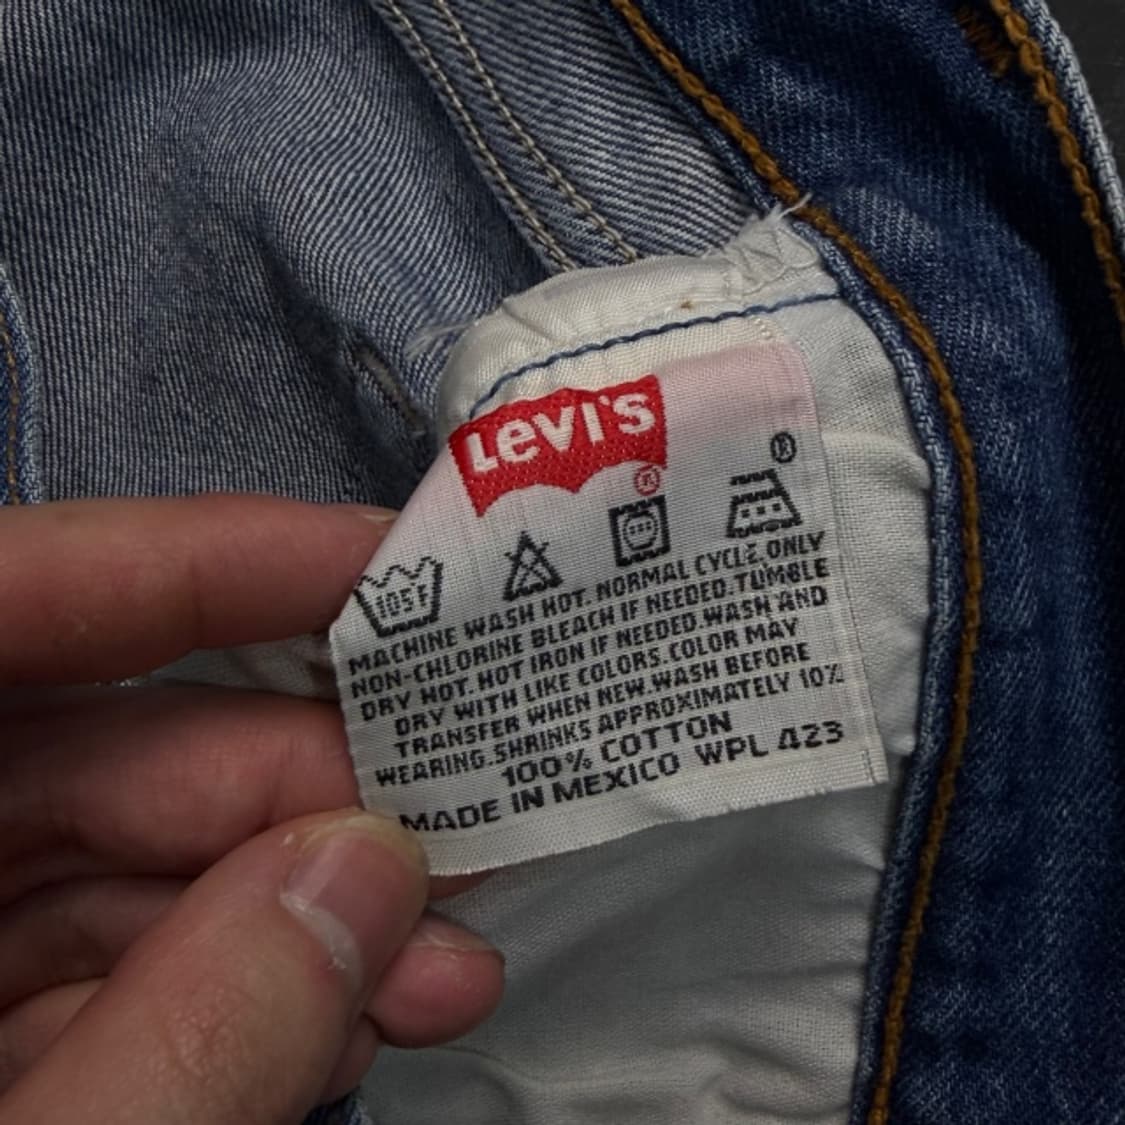 Levi's
®
®
105F
MACHINE WASH HOT. NORMAL CYCLE. ONLY
NON-CHLORINE BLEACH IF NEEDED. TUMBLE
DRY HOT. HOT IRON IF NEEDED. WASH AND
DRY WITH LIKE COLORS. COLOR MAY
TRANSFER WHEN NEW. WASH BEFORE
WEARING. SHRINKS APPROXIMATELY 10%
100% COTTON
MADE IN MEXICO WPL 423